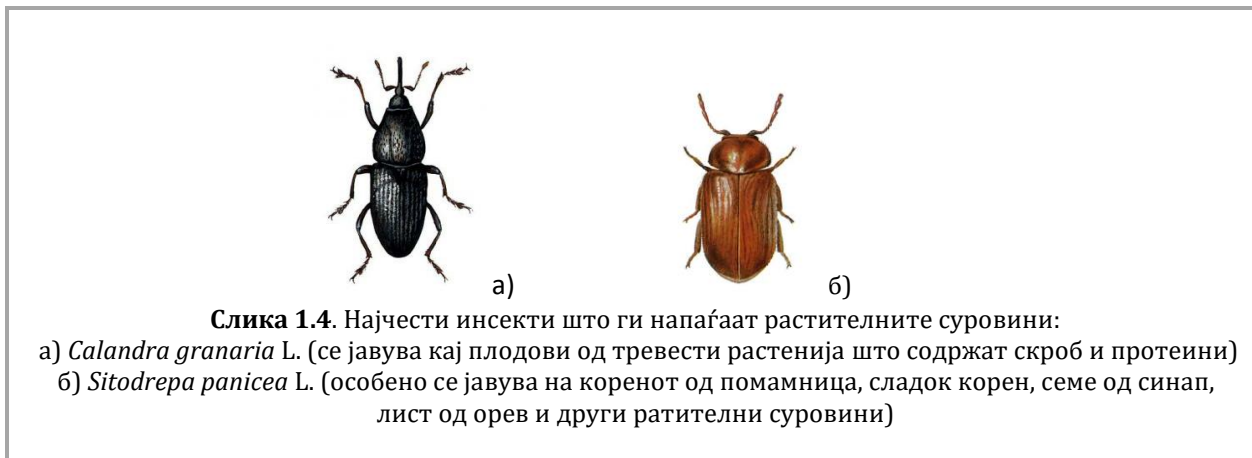 а) б)
Слика 1.4. Најчести инсекти што ги напаѓаат растителните суровини:
а) Calandra granaria L. (се јавува кај плодови од тревести растенија што содржат скроб и протеини)
б) Sitodrepa panicea L. (особено се јавува на коренот од помамница, сладок корен, семе од синап,
лист од орев и други ратителни суровини)